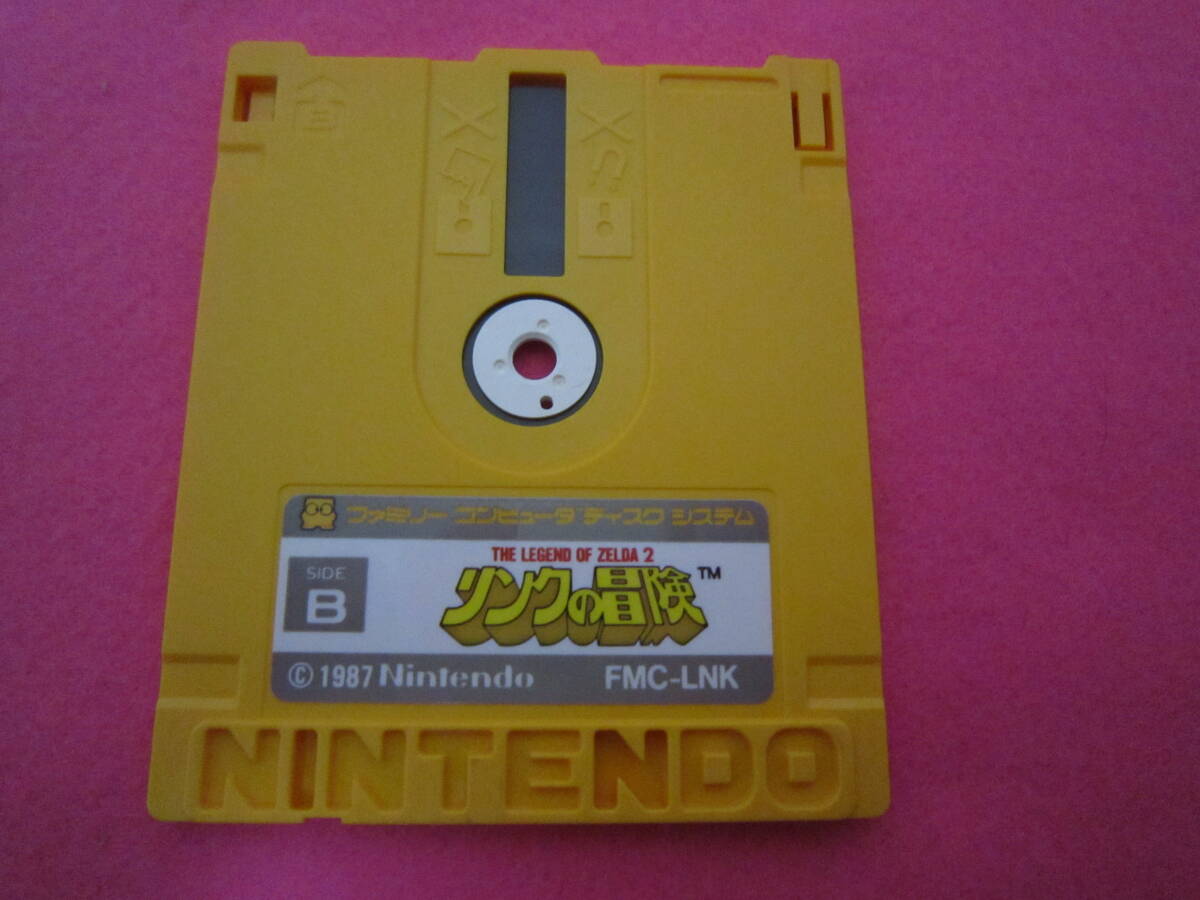 B
ファミリー コンピュータ ディスク システム
THE LEGEND OF ZELDA 2
SIDE
B
リンクの冒険™
© 1987 Nintendo FMC-LNK
NINTENDO